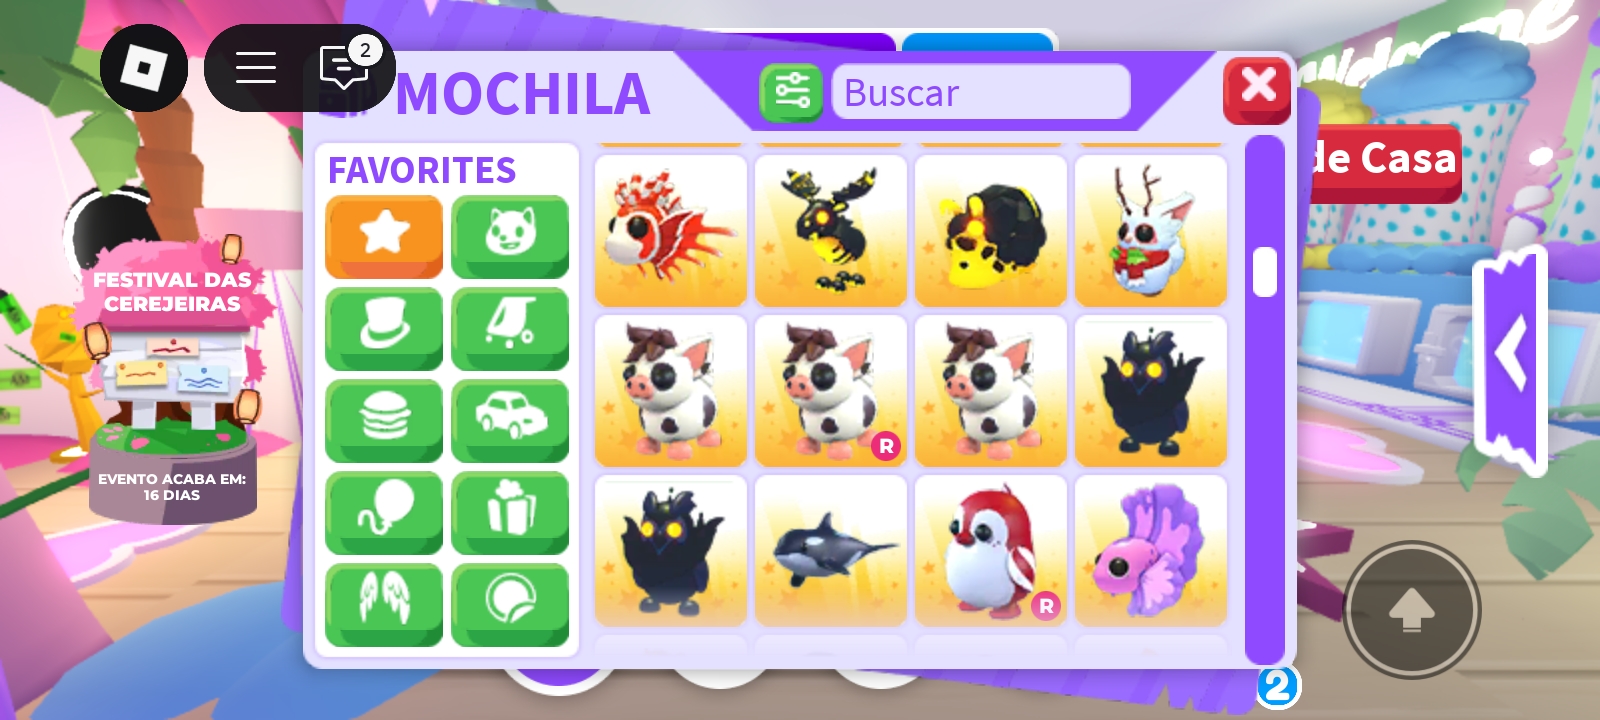 2
MOCHILA
Buscar
de Casa
FAVORITES
FESTIVAL DAS
CEREJEIRAS
EVENTO ACABA EM:
16 DIAS
R
R
2